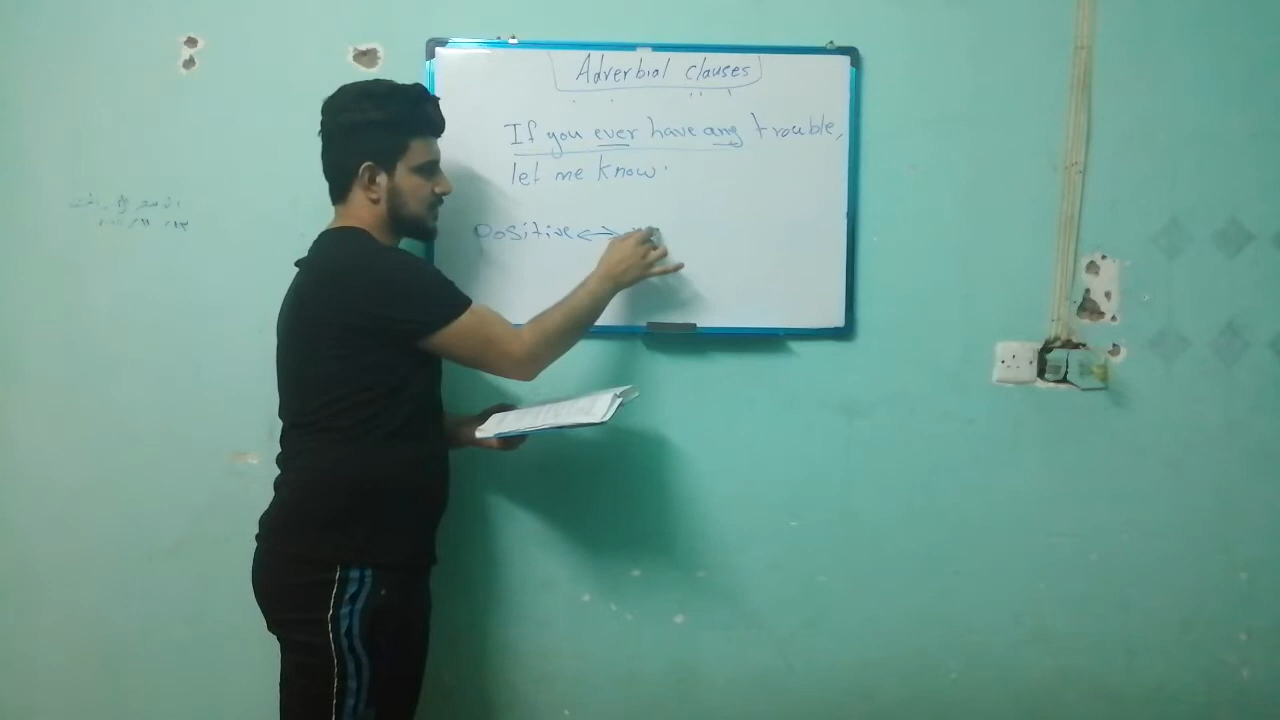 Adverbial clauses
If you ever have any trouble,
let me know.
Positive